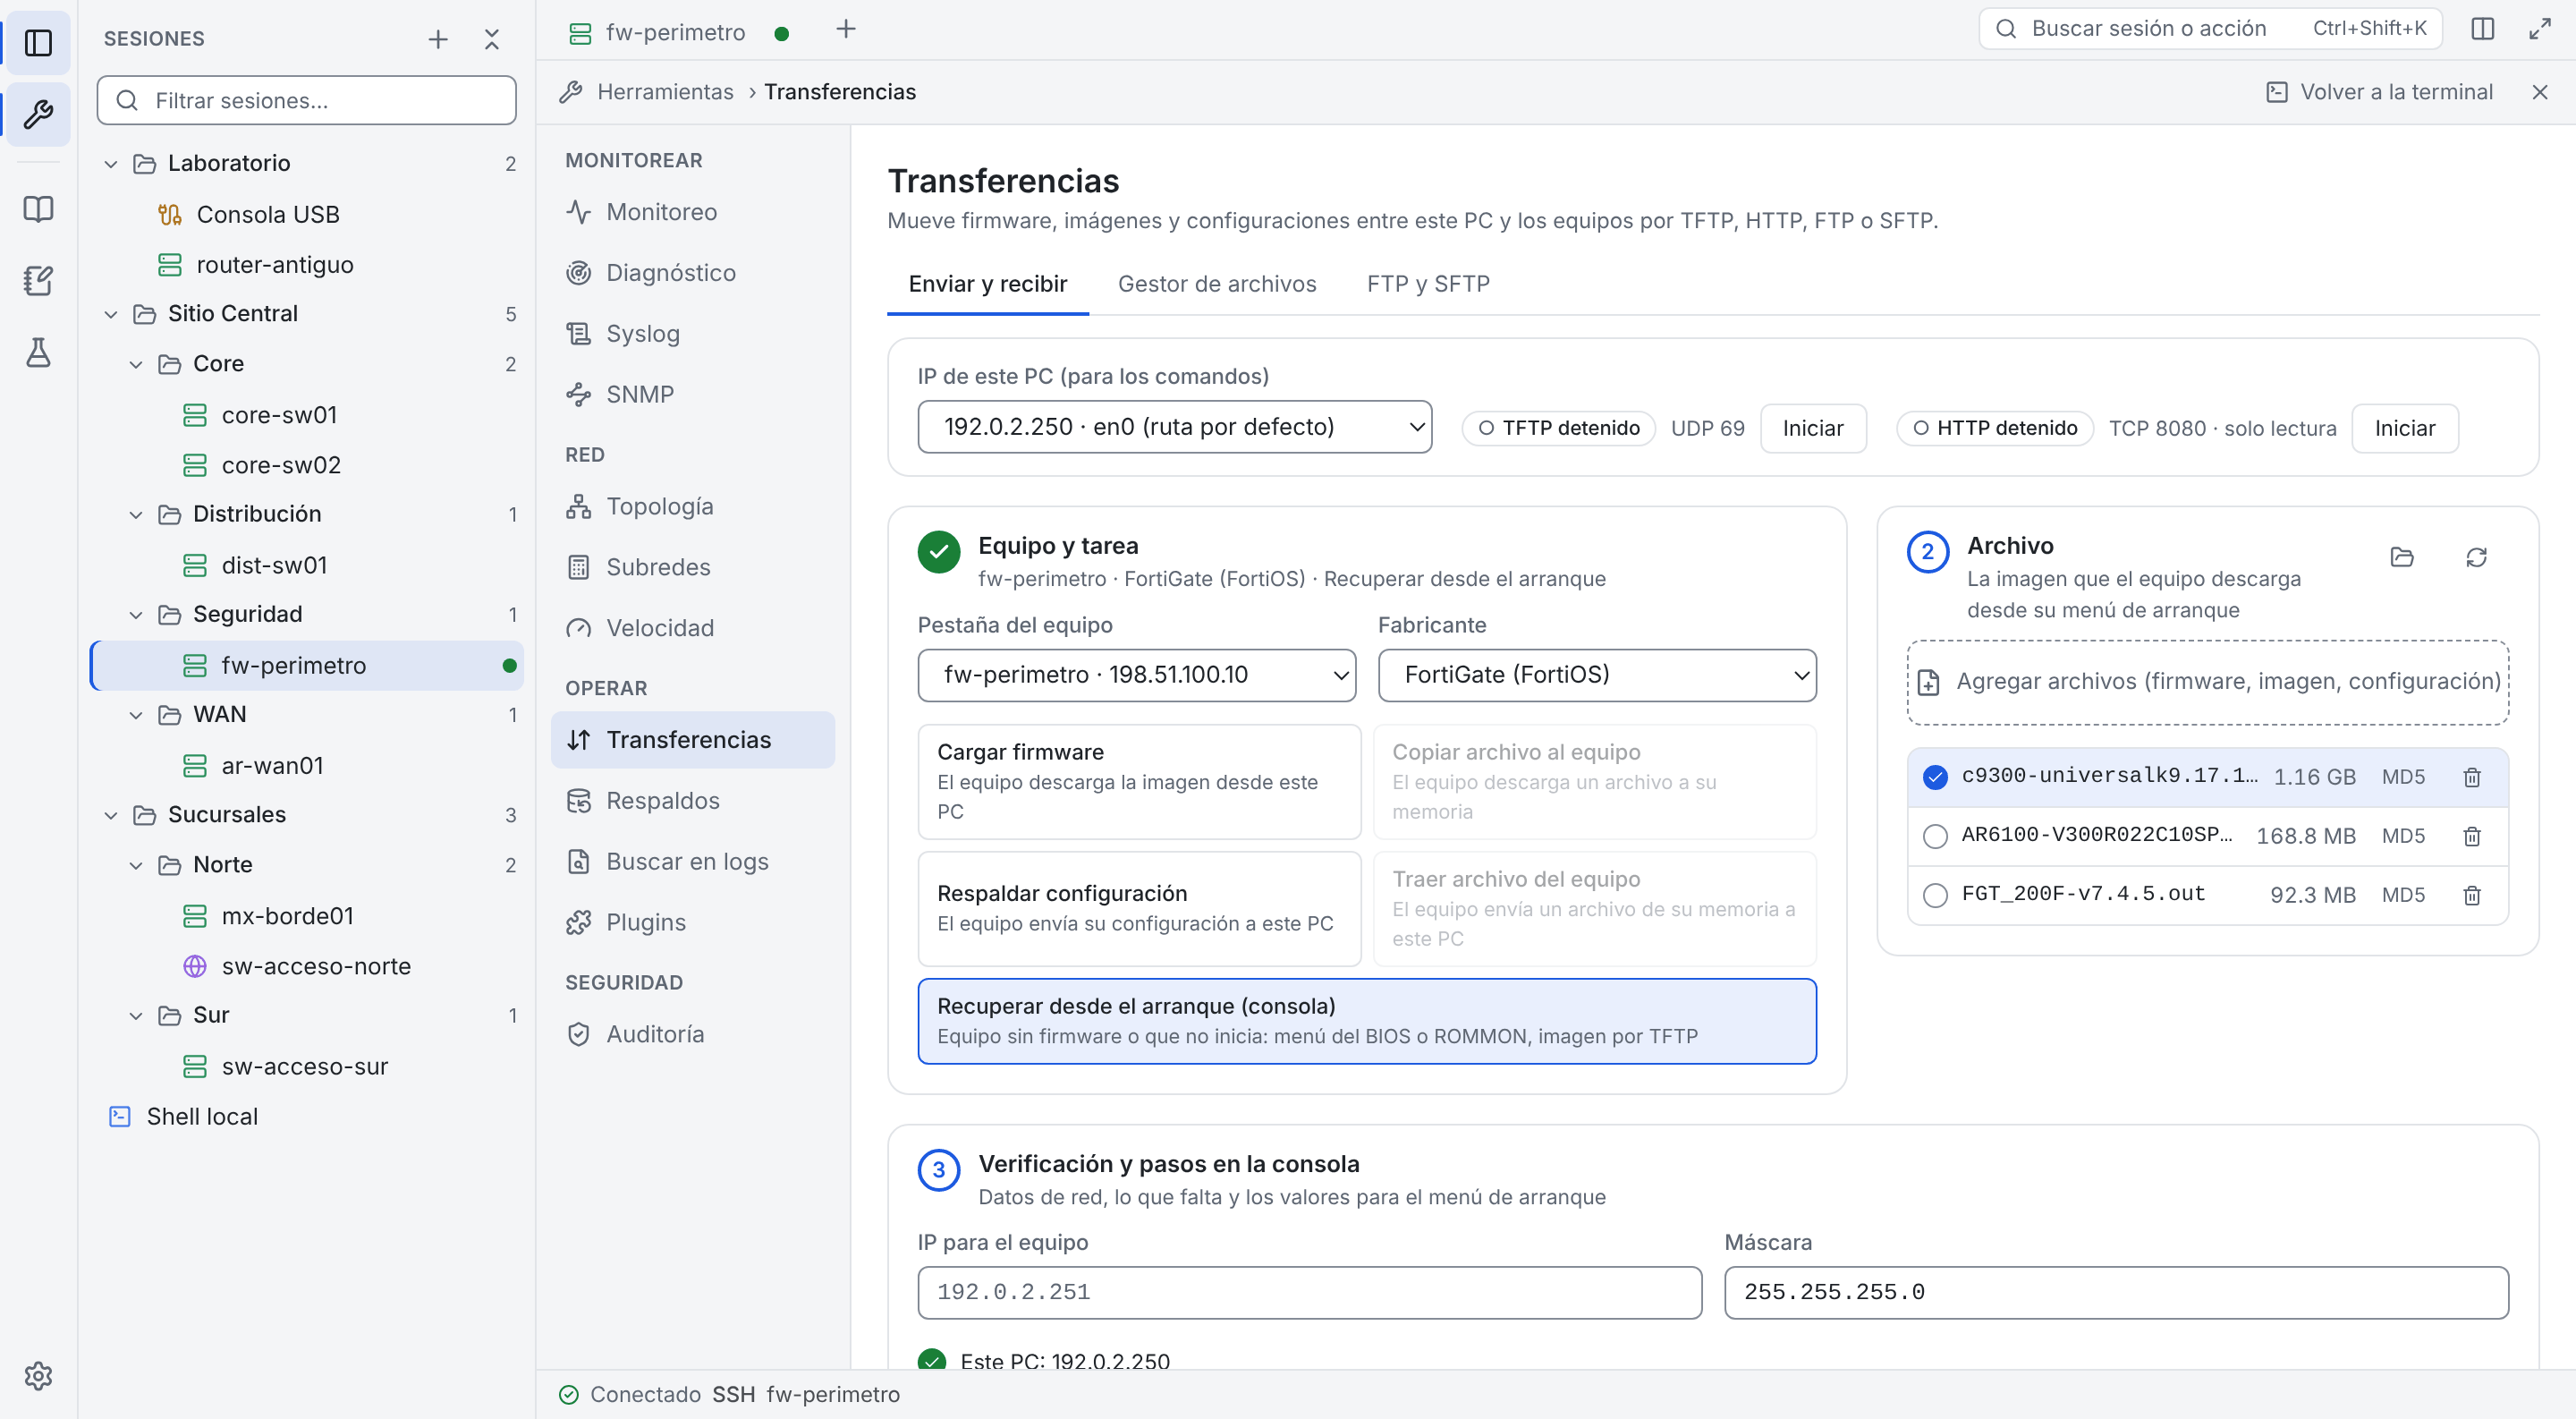 SESIONES
Filtrar sesiones...
Laboratorio 2
Consola USB
router-antiguo
Sitio Central 5
Core 2
core-sw01
core-sw02
Distribución 1
dist-sw01
Seguridad 1
fw-perimetro
WAN 1
ar-wan01
Sucursales 3
Norte 2
mx-borde01
sw-acceso-norte
Sur 1
sw-acceso-sur
Shell local
fw-perimetro
Buscar sesión o acción Ctrl+Shift+K
Herramientas › Transferencias
Volver a la terminal
MONITOREAR
Monitoreo
Diagnóstico
Syslog
SNMP
RED
Topología
Subredes
Velocidad
OPERAR
Transferencias
Respaldos
Buscar en logs
Plugins
SEGURIDAD
Auditoría
Transferencias
Mueve firmware, imágenes y configuraciones entre este PC y los equipos por TFTP, HTTP, FTP o SFTP.
Enviar y recibir Gestor de archivos FTP y SFTP
IP de este PC (para los comandos)
192.0.2.250 · en0 (ruta por defecto) TFTP detenido UDP 69 Iniciar HTTP detenido TCP 8080 · solo lectura Iniciar
Equipo y tarea
fw-perimetro · FortiGate (FortiOS) · Recuperar desde el arranque
Pestaña del equipo Fabricante
fw-perimetro · 198.51.100.10 FortiGate (FortiOS)
Cargar firmware
El equipo descarga la imagen desde este
PC
Copiar archivo al equipo
El equipo descarga un archivo a su
memoria
Respaldar configuración
El equipo envía su configuración a este PC
Traer archivo del equipo
El equipo envía un archivo de su memoria a
este PC
Recuperar desde el arranque (consola)
Equipo sin firmware o que no inicia: menú del BIOS o ROMMON, imagen por TFTP
2 Archivo
La imagen que el equipo descarga
desde su menú de arranque
Agregar archivos (firmware, imagen, configuración)
c9300-universalk9.17.1… 1.16 GB MD5
AR6100-V300R022C10SP… 168.8 MB MD5
FGT_200F-v7.4.5.out 92.3 MB MD5
3 Verificación y pasos en la consola
Datos de red, lo que falta y los valores para el menú de arranque
IP para el equipo Máscara
192.0.2.251 255.255.255.0
Este PC: 192.0.2.250
Conectado SSH fw-perimetro